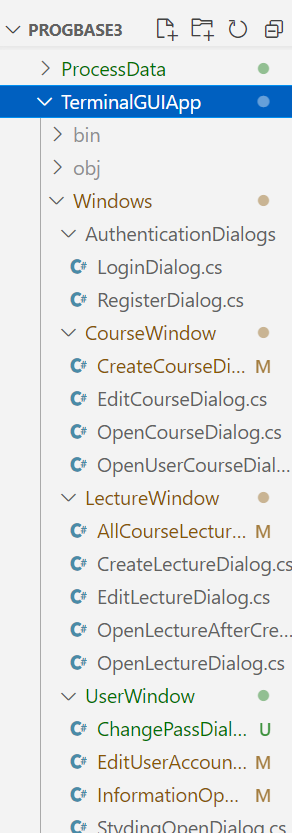 PROGBASE3
ProcessData
TerminalGUIApp
bin
obj
Windows
AuthenticationDialogs
C# LoginDialog.cs
C# RegisterDialog.cs
CourseWindow
C# CreateCourseDi... M
C# EditCourseDialog.cs
C# OpenCourseDialog.cs
C# OpenUserCourseDial...
LectureWindow
C# AllCourseLectur... M
C# CreateLectureDialog.cs
C# EditLectureDialog.cs
C# OpenLectureAfterCre...
C# OpenLectureDialog.cs
UserWindow
C# ChangePassDial... U
C# EditUserAccoun... M
C# InformationOp... M
C# StydingOpenDialog.cs